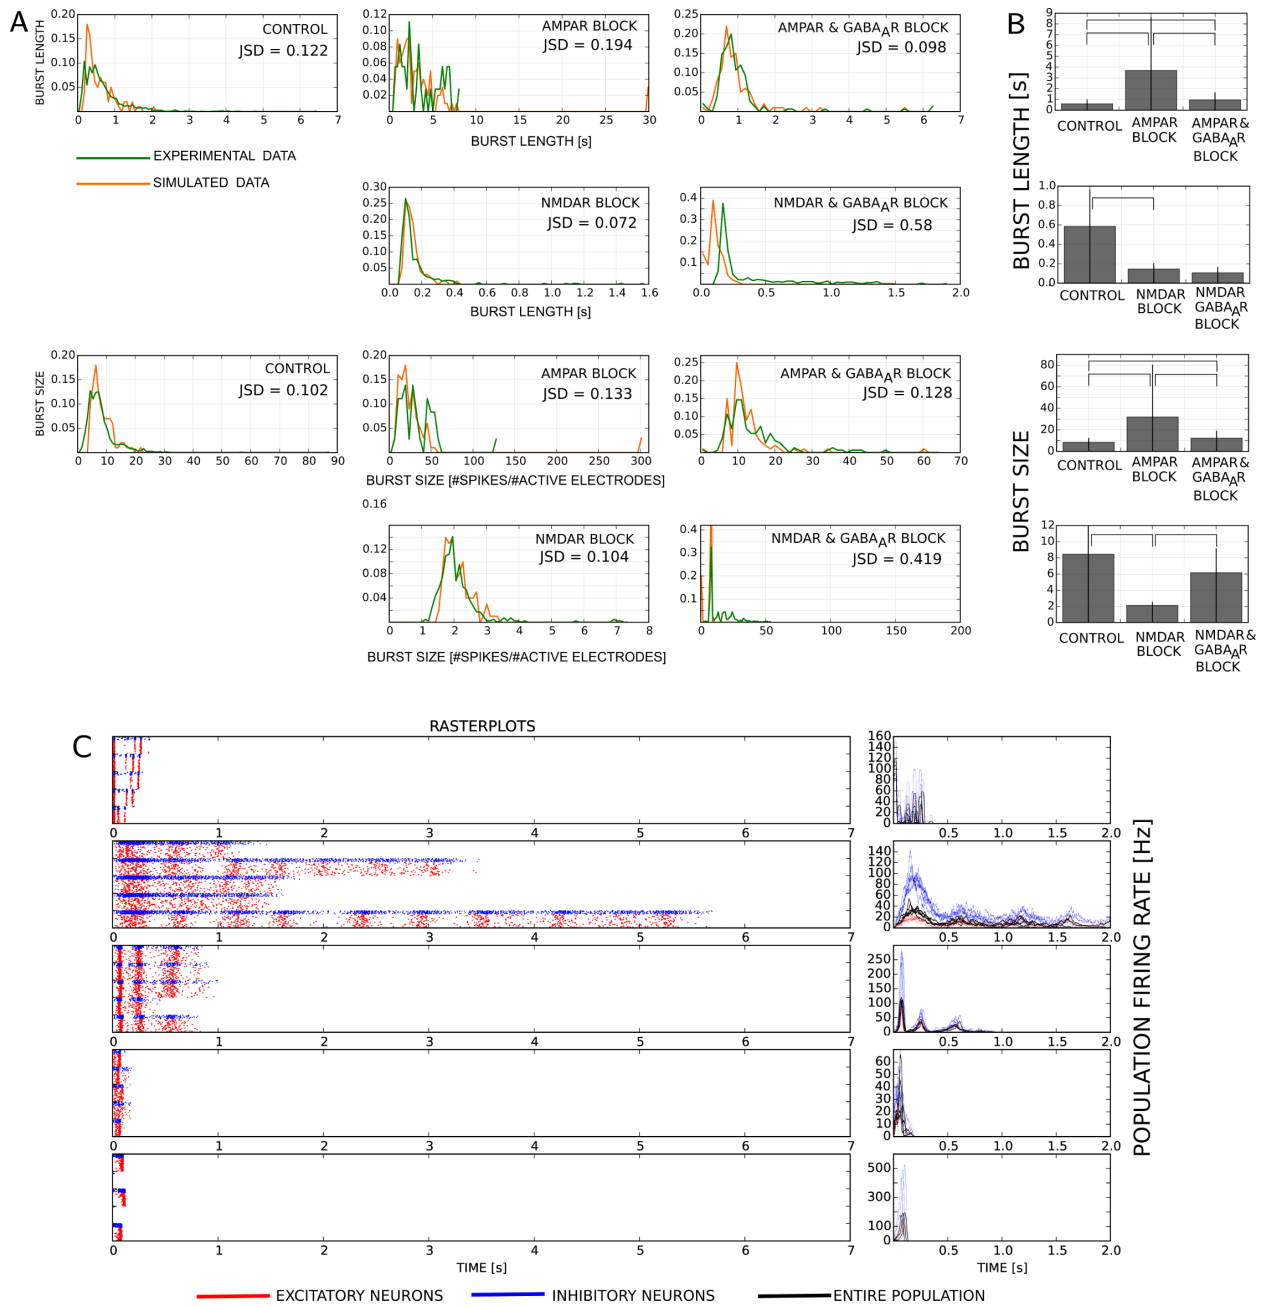 A
CONTROL
JSD = 0.122
BURST LENGTH
0.20
0.15
0.10
0.05
0 1 2 3 4 5 6 7
AMPAR BLOCK
JSD = 0.194
0.12
0.10
0.08
0.06
0.04
0.02
0 5 10 15 20 25 30
BURST LENGTH [s]
AMPAR & GABAAR BLOCK
JSD = 0.098
0.25
0.20
0.15
0.10
0.05
0 1 2 3 4 5 6 7
EXPERIMENTAL DATA
SIMULATED DATA
NMDAR BLOCK
JSD = 0.072
0.30
0.25
0.20
0.15
0.10
0.05
0.0 0.2 0.4 0.6 0.8 1.0 1.2 1.4 1.6
BURST LENGTH [s]
NMDAR & GABAAR BLOCK
JSD = 0.58
0.4
0.3
0.2
0.1
0.0 0.5 1.0 1.5 2.0
CONTROL
JSD = 0.102
BURST SIZE
0.20
0.15
0.10
0.05
0 10 20 30 40 50 60 70 80 90
AMPAR BLOCK
JSD = 0.133
0.20
0.15
0.10
0.05
0 50 100 150 200 250 300
BURST SIZE [#SPIKES/#ACTIVE ELECTRODES]
AMPAR & GABAAR BLOCK
JSD = 0.128
0.25
0.20
0.15
0.10
0.05
0 10 20 30 40 50 60 70
0.16
NMDAR BLOCK
JSD = 0.104
0.12
0.08
0.04
0 1 2 3 4 5 6 7 8
BURST SIZE [#SPIKES/#ACTIVE ELECTRODES]
NMDAR & GABAAR BLOCK
JSD = 0.419
0.4
0.3
0.2
0.1
0 50 100 150 200
B
BURST LENGTH [s]
9
8
7
6
5
4
3
2
1
0
CONTROL
AMPAR
BLOCK
AMPAR &
GABAAR
BLOCK
1.0
0.8
0.6
0.4
0.2
0.0
CONTROL
NMDAR
BLOCK
NMDAR
GABAAR
BLOCK
BURST SIZE
80
60
40
20
10
0
CONTROL
AMPAR
BLOCK
AMPAR &
GABAAR
BLOCK
12
10
8
6
4
2
0
CONTROL
NMDAR
BLOCK
NMDAR &
GABAAR
BLOCK
C
RASTERPLOTS
0 1 2 3 4 5 6 7
160
140
120
100
80
60
40
20
0
0.5 1.0 1.5 2.0
0 1 2 3 4 5 6 7
140
120
100
80
60
40
20
0
0.5 1.0 1.5 2.0
0 1 2 3 4 5 6 7
250
200
150
100
50
0
0.5 1.0 1.5 2.0
0 1 2 3 4 5 6 7
60
50
40
30
20
10
0
0.5 1.0 1.5 2.0
0 1 2 3 4 5 6 7
TIME [s]
500
300
100
0
0.5 1.0 1.5 2.0
TIME [s]
POPULATION FIRING RATE [Hz]
EXCITATORY NEURONS
INHIBITORY NEURONS
ENTIRE POPULATION